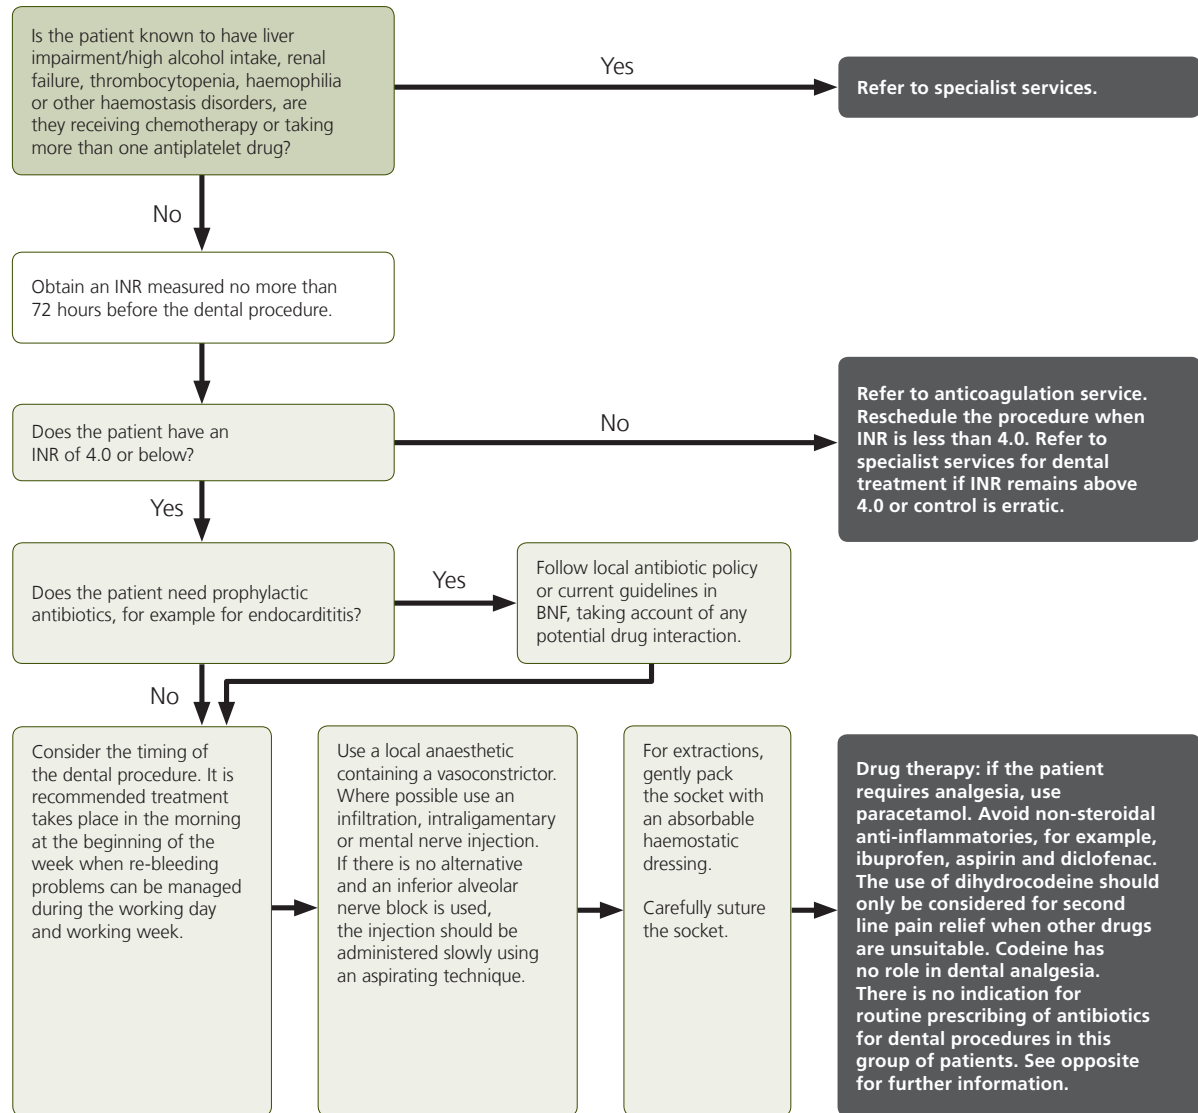 Is the patient known to have liver
impairment/high alcohol intake, renal
failure, thrombocytopenia, haemophilia
or other haemostasis disorders, are
they receiving chemotherapy or taking
more than one antiplatelet drug?
Yes
Refer to specialist services.
No
Obtain an INR measured no more than
72 hours before the dental procedure.
Does the patient have an
INR of 4.0 or below?
No
Refer to anticoagulation service.
Reschedule the procedure when
INR is less than 4.0. Refer to
specialist services for dental
treatment if INR remains above
4.0 or control is erratic.
Yes
Does the patient need prophylactic
antibiotics, for example for endocardititis?
Yes
Follow local antibiotic policy
or current guidelines in
BNF, taking account of any
potential drug interaction.
No
Consider the timing of
the dental procedure. It is
recommended treatment
takes place in the morning
at the beginning of the
week when re-bleeding
problems can be managed
during the working day
and working week.
Use a local anaesthetic
containing a vasoconstrictor.
Where possible use an
infiltration, intraligamentary
or mental nerve injection.
If there is no alternative
and an inferior alveolar
nerve block is used,
the injection should be
administered slowly using
an aspirating technique.
For extractions,
gently pack
the socket with
an absorbable
haemostatic
dressing.
Carefully suture
the socket.
Drug therapy: if the patient
requires analgesia, use
paracetamol. Avoid non-steroidal
anti-inflammatories, for example,
ibuprofen, aspirin and diclofenac.
The use of dihydrocodeine should
only be considered for second
line pain relief when other drugs
are unsuitable. Codeine has
no role in dental analgesia.
There is no indication for
routine prescribing of antibiotics
for dental procedures in this
group of patients. See opposite
for further information.